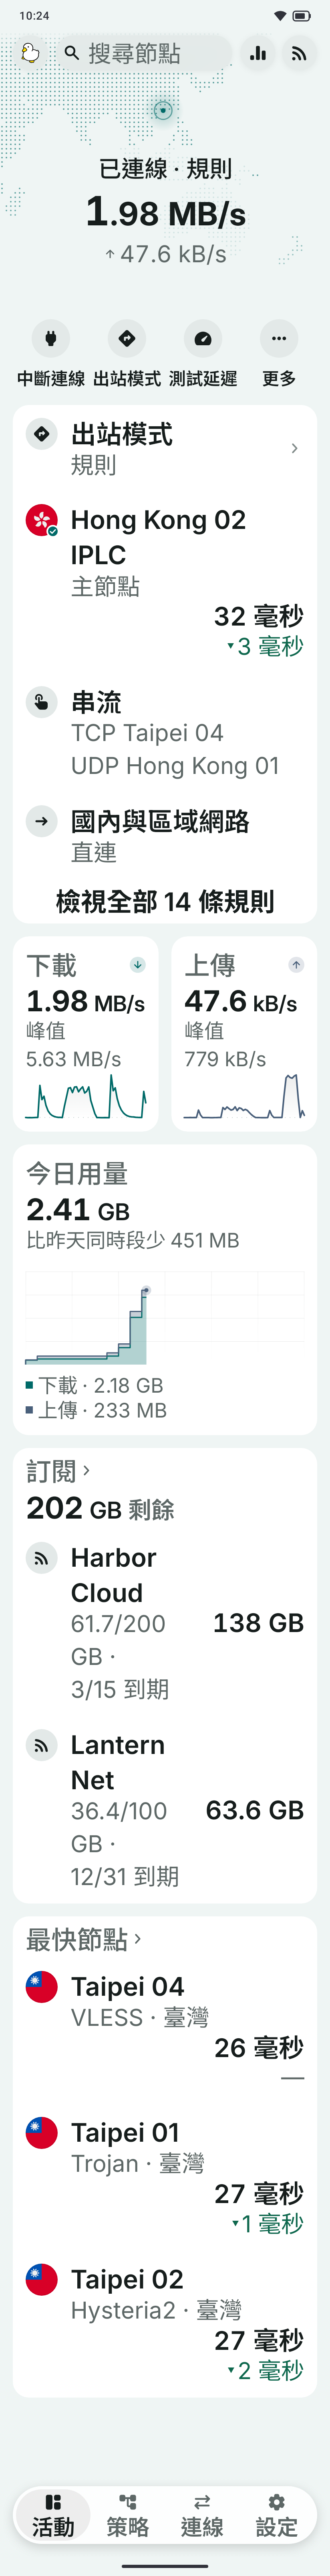 10:24
搜尋節點
已連線 · 規則
1.98 MB/s
↑ 47.6 kB/s
中斷連線 出站模式 測試延遲 更多
出站模式
規則
Hong Kong 02
IPLC
主節點
32 毫秒
▼3 毫秒
串流
TCP Taipei 04
UDP Hong Kong 01
國內與區域網路
直連
檢視全部 14 條規則
下載
1.98 MB/s
峰值
5.63 MB/s
上傳
47.6 kB/s
峰值
779 kB/s
今日用量
2.41 GB
比昨天同時段少 451 MB
下載 · 2.18 GB
上傳 · 233 MB
訂閱
202 GB 剩餘
Harbor
Cloud
61.7/200
GB ·
3/15 到期
138 GB
Lantern
Net
36.4/100
GB ·
12/31 到期
63.6 GB
最快節點
Taipei 04
VLESS · 臺灣
26 毫秒
—
Taipei 01
Trojan · 臺灣
27 毫秒
▼1 毫秒
Taipei 02
Hysteria2 · 臺灣
27 毫秒
▼2 毫秒
活動 策略 連線 設定